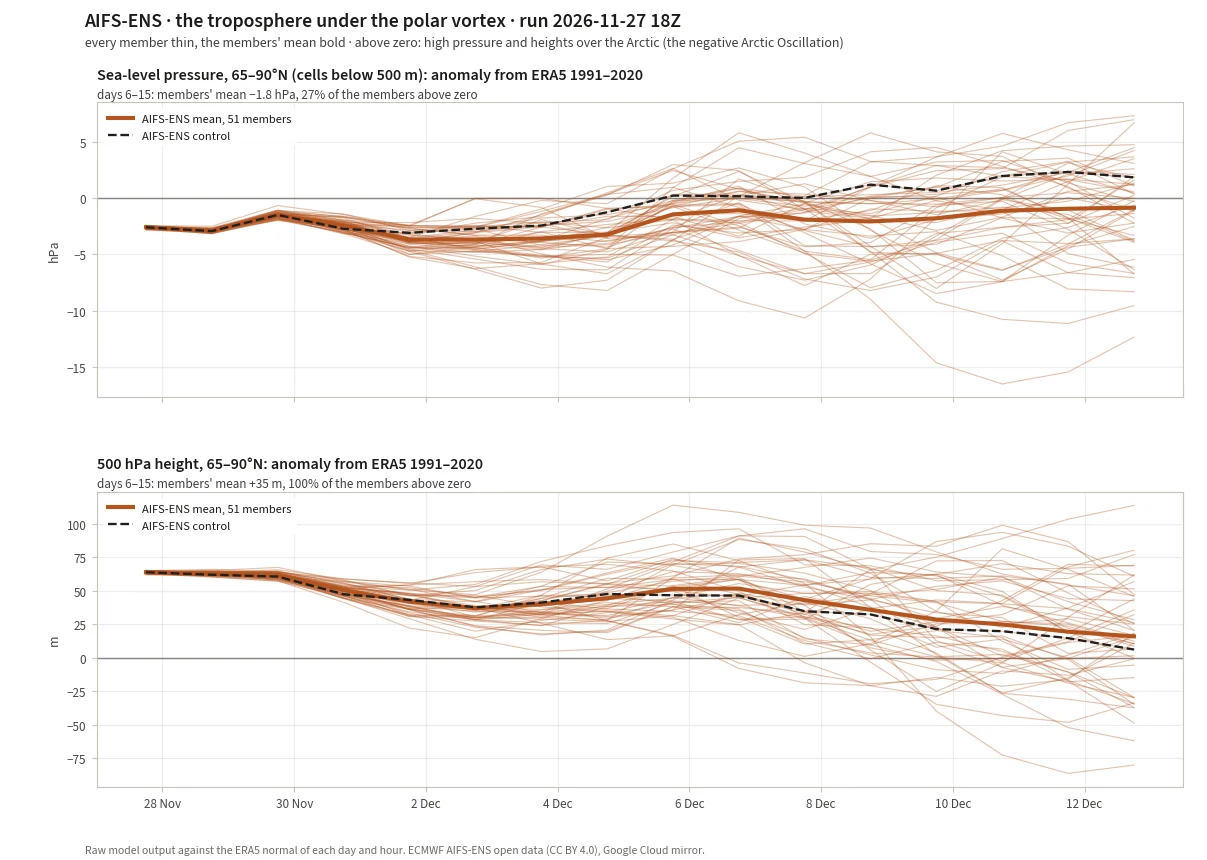 AIFS-ENS · the troposphere under the polar vortex · run 2026-11-27 18Z
every member thin, the members' mean bold · above zero: high pressure and heights over the Arctic (the negative Arctic Oscillation)
Sea-level pressure, 65–90°N (cells below 500 m): anomaly from ERA5 1991–2020
days 6–15: members' mean −1.8 hPa, 27% of the members above zero
AIFS-ENS mean, 51 members
AIFS-ENS control
5
0
−5
−10
−15
hPa
500 hPa height, 65–90°N: anomaly from ERA5 1991–2020
days 6–15: members' mean +35 m, 100% of the members above zero
AIFS-ENS mean, 51 members
AIFS-ENS control
100
75
50
25
0
−25
−50
−75
m
28 Nov 30 Nov 2 Dec 4 Dec 6 Dec 8 Dec 10 Dec 12 Dec
Raw model output against the ERA5 normal of each day and hour. ECMWF AIFS-ENS open data (CC BY 4.0), Google Cloud mirror.